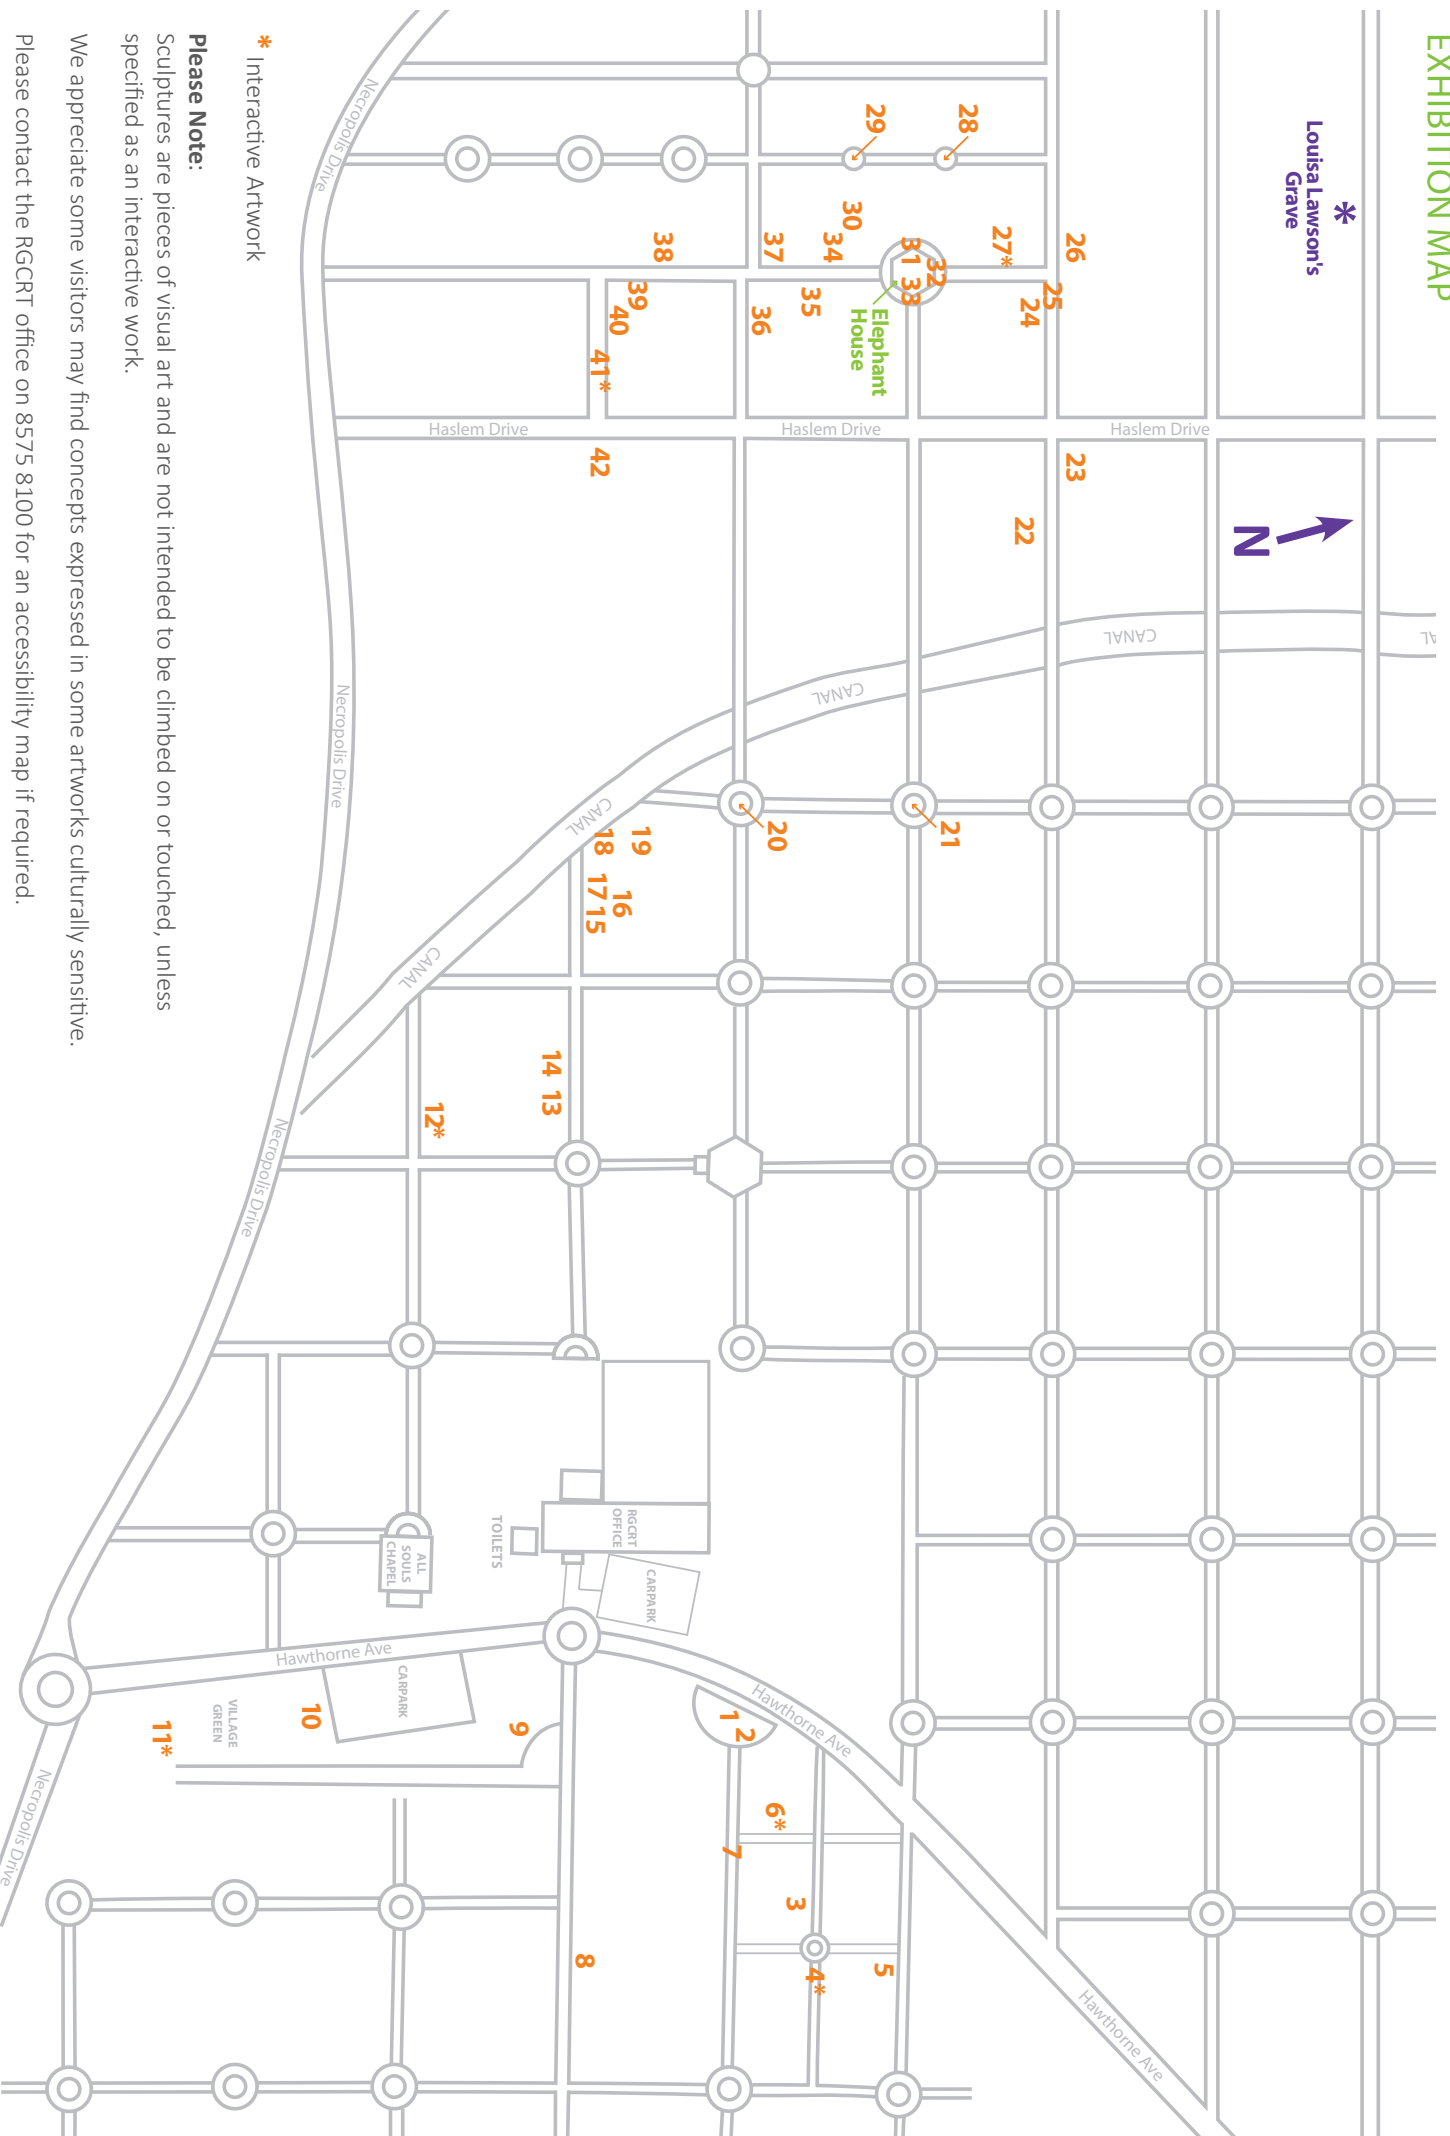 EXHIBITION MAP
*
Louisa Lawson's
Grave
N
26
25
24
27*
28
29
30
31
32
33
34
35
36
37
38
39
40
41*
42
Elephant
House
Haslem Drive
Haslem Drive
Haslem Drive
23
22
CANAL
CANAL
CANAL
CANAL
21
20
19
18
17
16
15
14
13
12*
Necropolis Drive
Necropolis Drive
Necropolis Drive
Necropolis Drive
RGCRT
OFFICE
TOILETS
CARPARK
ALL
SOULS
CHAPEL
Hawthorne Ave
Hawthorne Ave
Hawthorne Ave
CARPARK
VILLAGE
GREEN
1
2
3
4*
5
6*
7
8
9
10
11*
* Interactive Artwork
Please Note:
Sculptures are pieces of visual art and are not intended to be climbed on or touched, unless
specified as an interactive work.
We appreciate some visitors may find concepts expressed in some artworks culturally sensitive.
Please contact the RGCRT office on 8575 8100 for an accessibility map if required.